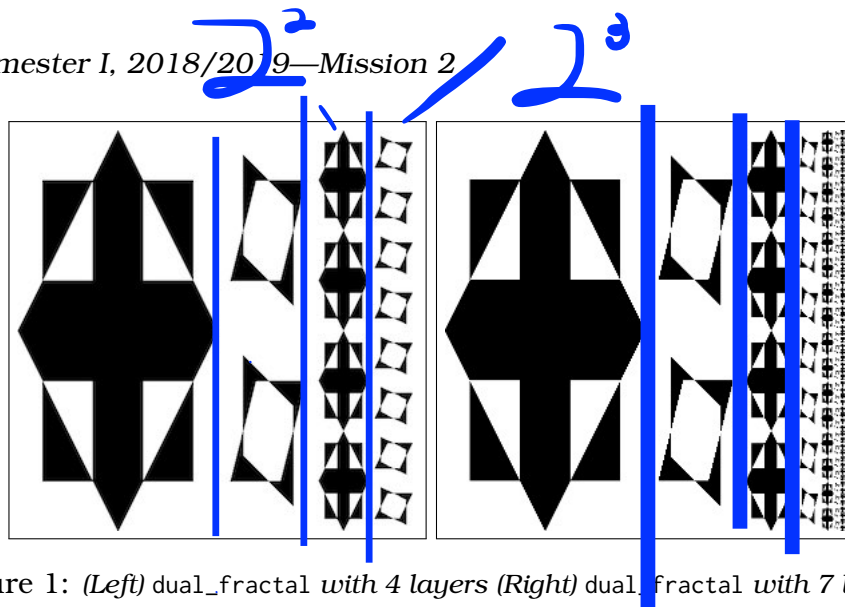 2² 2³
mester I, 2018/2019—Mission 2
ure 1: (Left) dual_fractal with 4 layers (Right) dual_fractal with 7 l